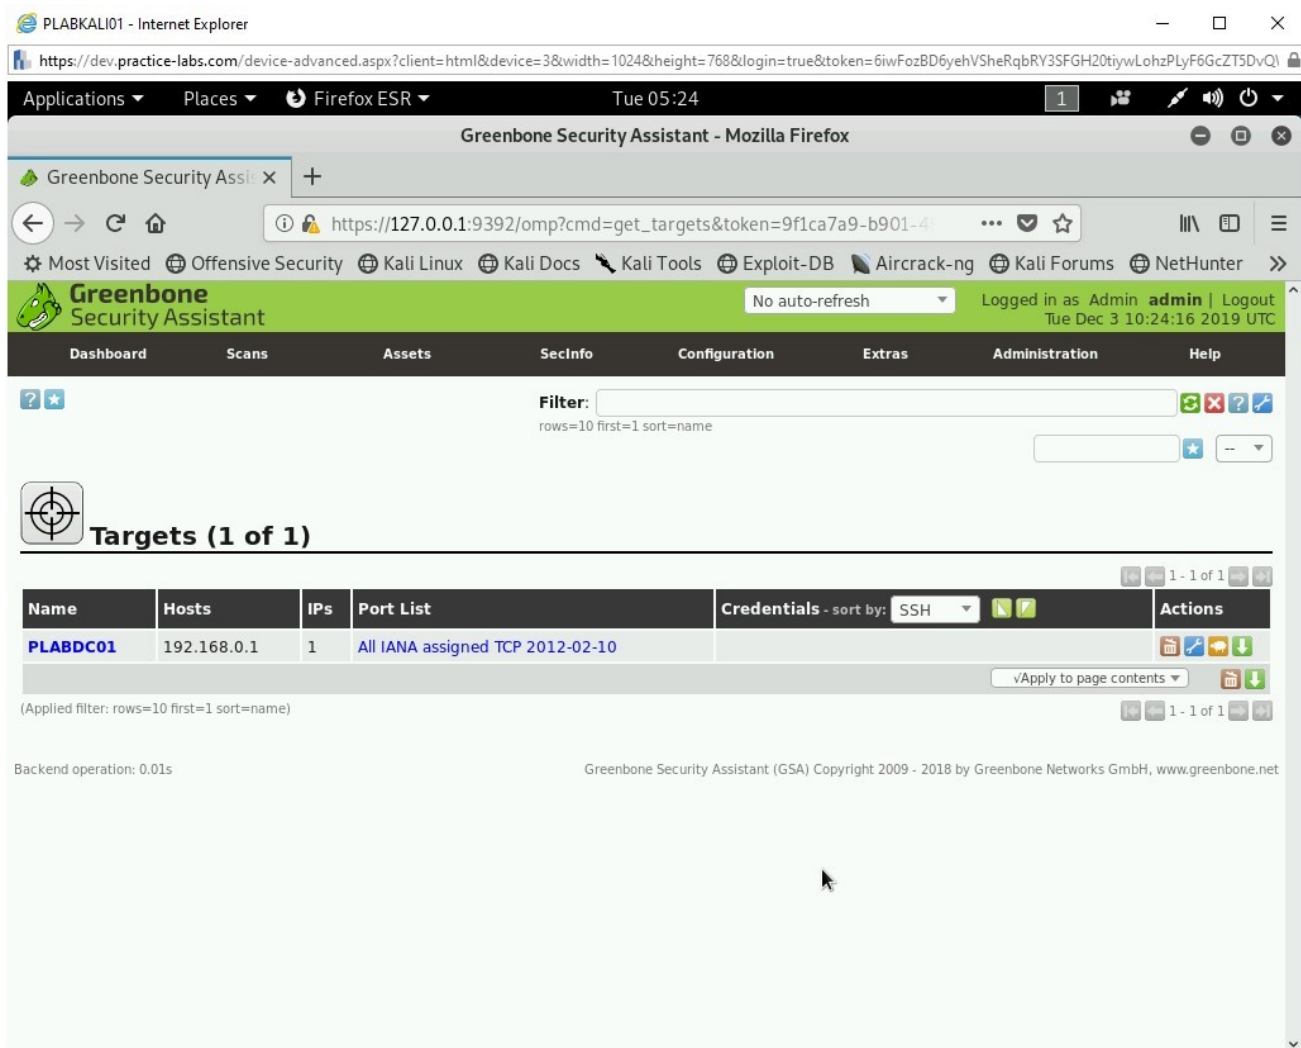 PLABKALI01 - Internet Explorer
https://dev.practice-labs.com/device-advanced.aspx?client=html&device=3&width=1024&height=768&login=true&token=6iwFozBD6yehVSheRqbRY3SFGH20tiywLohzPLyF6GcZT5DvQ
Applications Places Firefox ESR Tue 05:24 1
Greenbone Security Assistant - Mozilla Firefox
Greenbone Security Assi
https://127.0.0.1:9392/omp?cmd=get_targets&token=9f1ca7a9-b901-4
Most Visited Offensive Security Kali Linux Kali Docs Kali Tools Exploit-DB Aircrack-ng Kali Forums NetHunter
Greenbone
Security Assistant
No auto-refresh
Logged in as Admin admin | Logout
Tue Dec 3 10:24:16 2019 UTC
Dashboard Scans Assets SecInfo Configuration Extras Administration Help
Filter:
rows=10 first=1 sort=name
--
Targets (1 of 1)
1 - 1 of 1
Name Hosts IPs Port List Credentials - sort by: SSH Actions
PLABDC01 192.168.0.1 1 All IANA assigned TCP 2012-02-10
√Apply to page contents
(Applied filter: rows=10 first=1 sort=name)
1 - 1 of 1
Backend operation: 0.01s
Greenbone Security Assistant (GSA) Copyright 2009 - 2018 by Greenbone Networks GmbH, www.greenbone.net